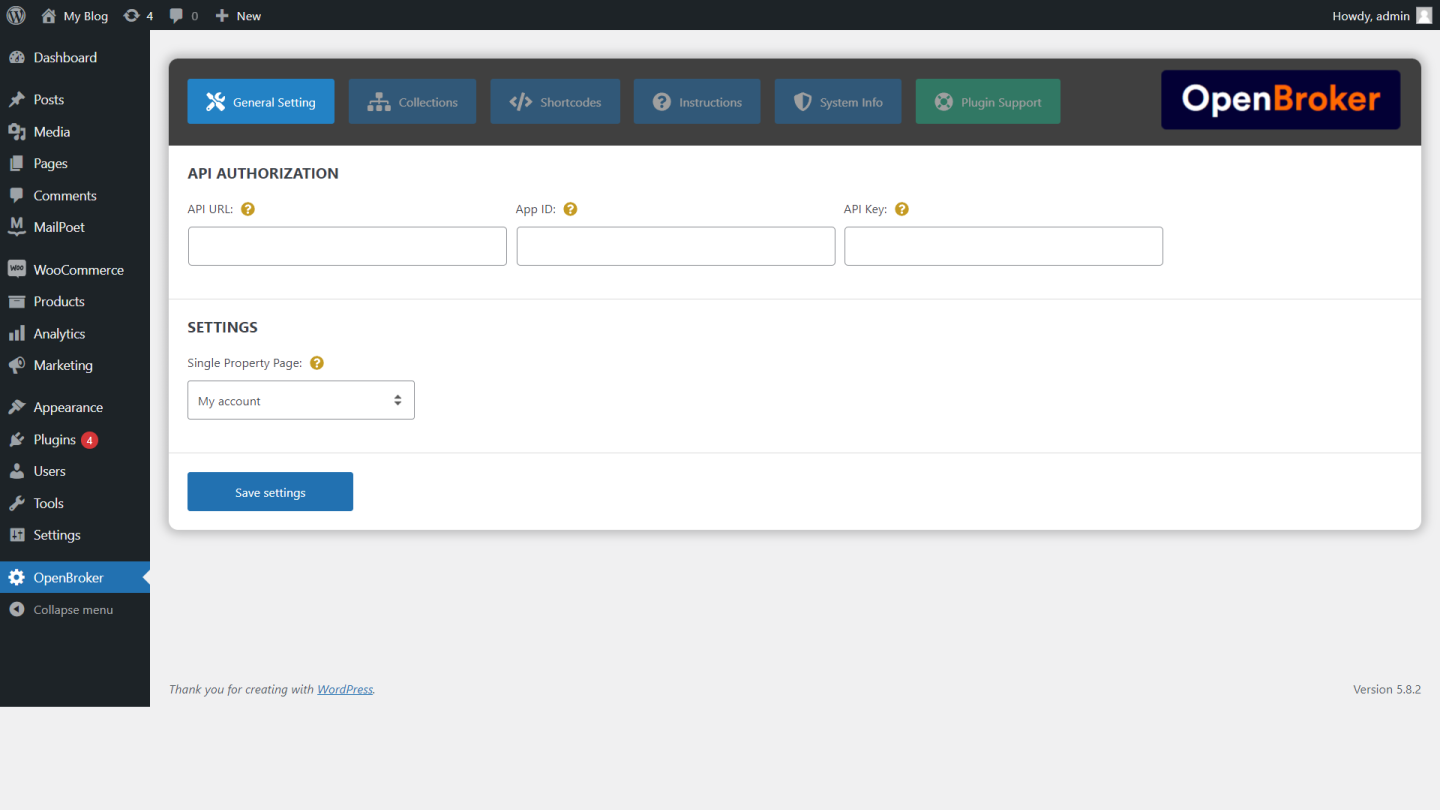 My Blog 4 0 New Howdy, admin
Dashboard
Posts
Media
Pages
Comments
MailPoet
WooCommerce
Products
Analytics
Marketing
Appearance
Plugins 4
Users
Tools
Settings
OpenBroker
Collapse menu
General Setting Collections Shortcodes Instructions System Info Plugin Support OpenBroker
API AUTHORIZATION
API URL: ? App ID: ? API Key: ?
SETTINGS
Single Property Page: ?
My account
Save settings
Thank you for creating with WordPress. Version 5.8.2